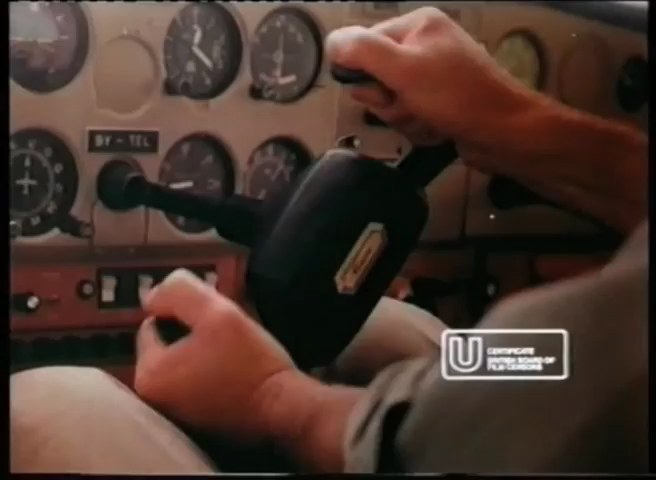 BY-TEL
U
CERTIFICATE
BRITISH BOARD OF
FILM CENSORS